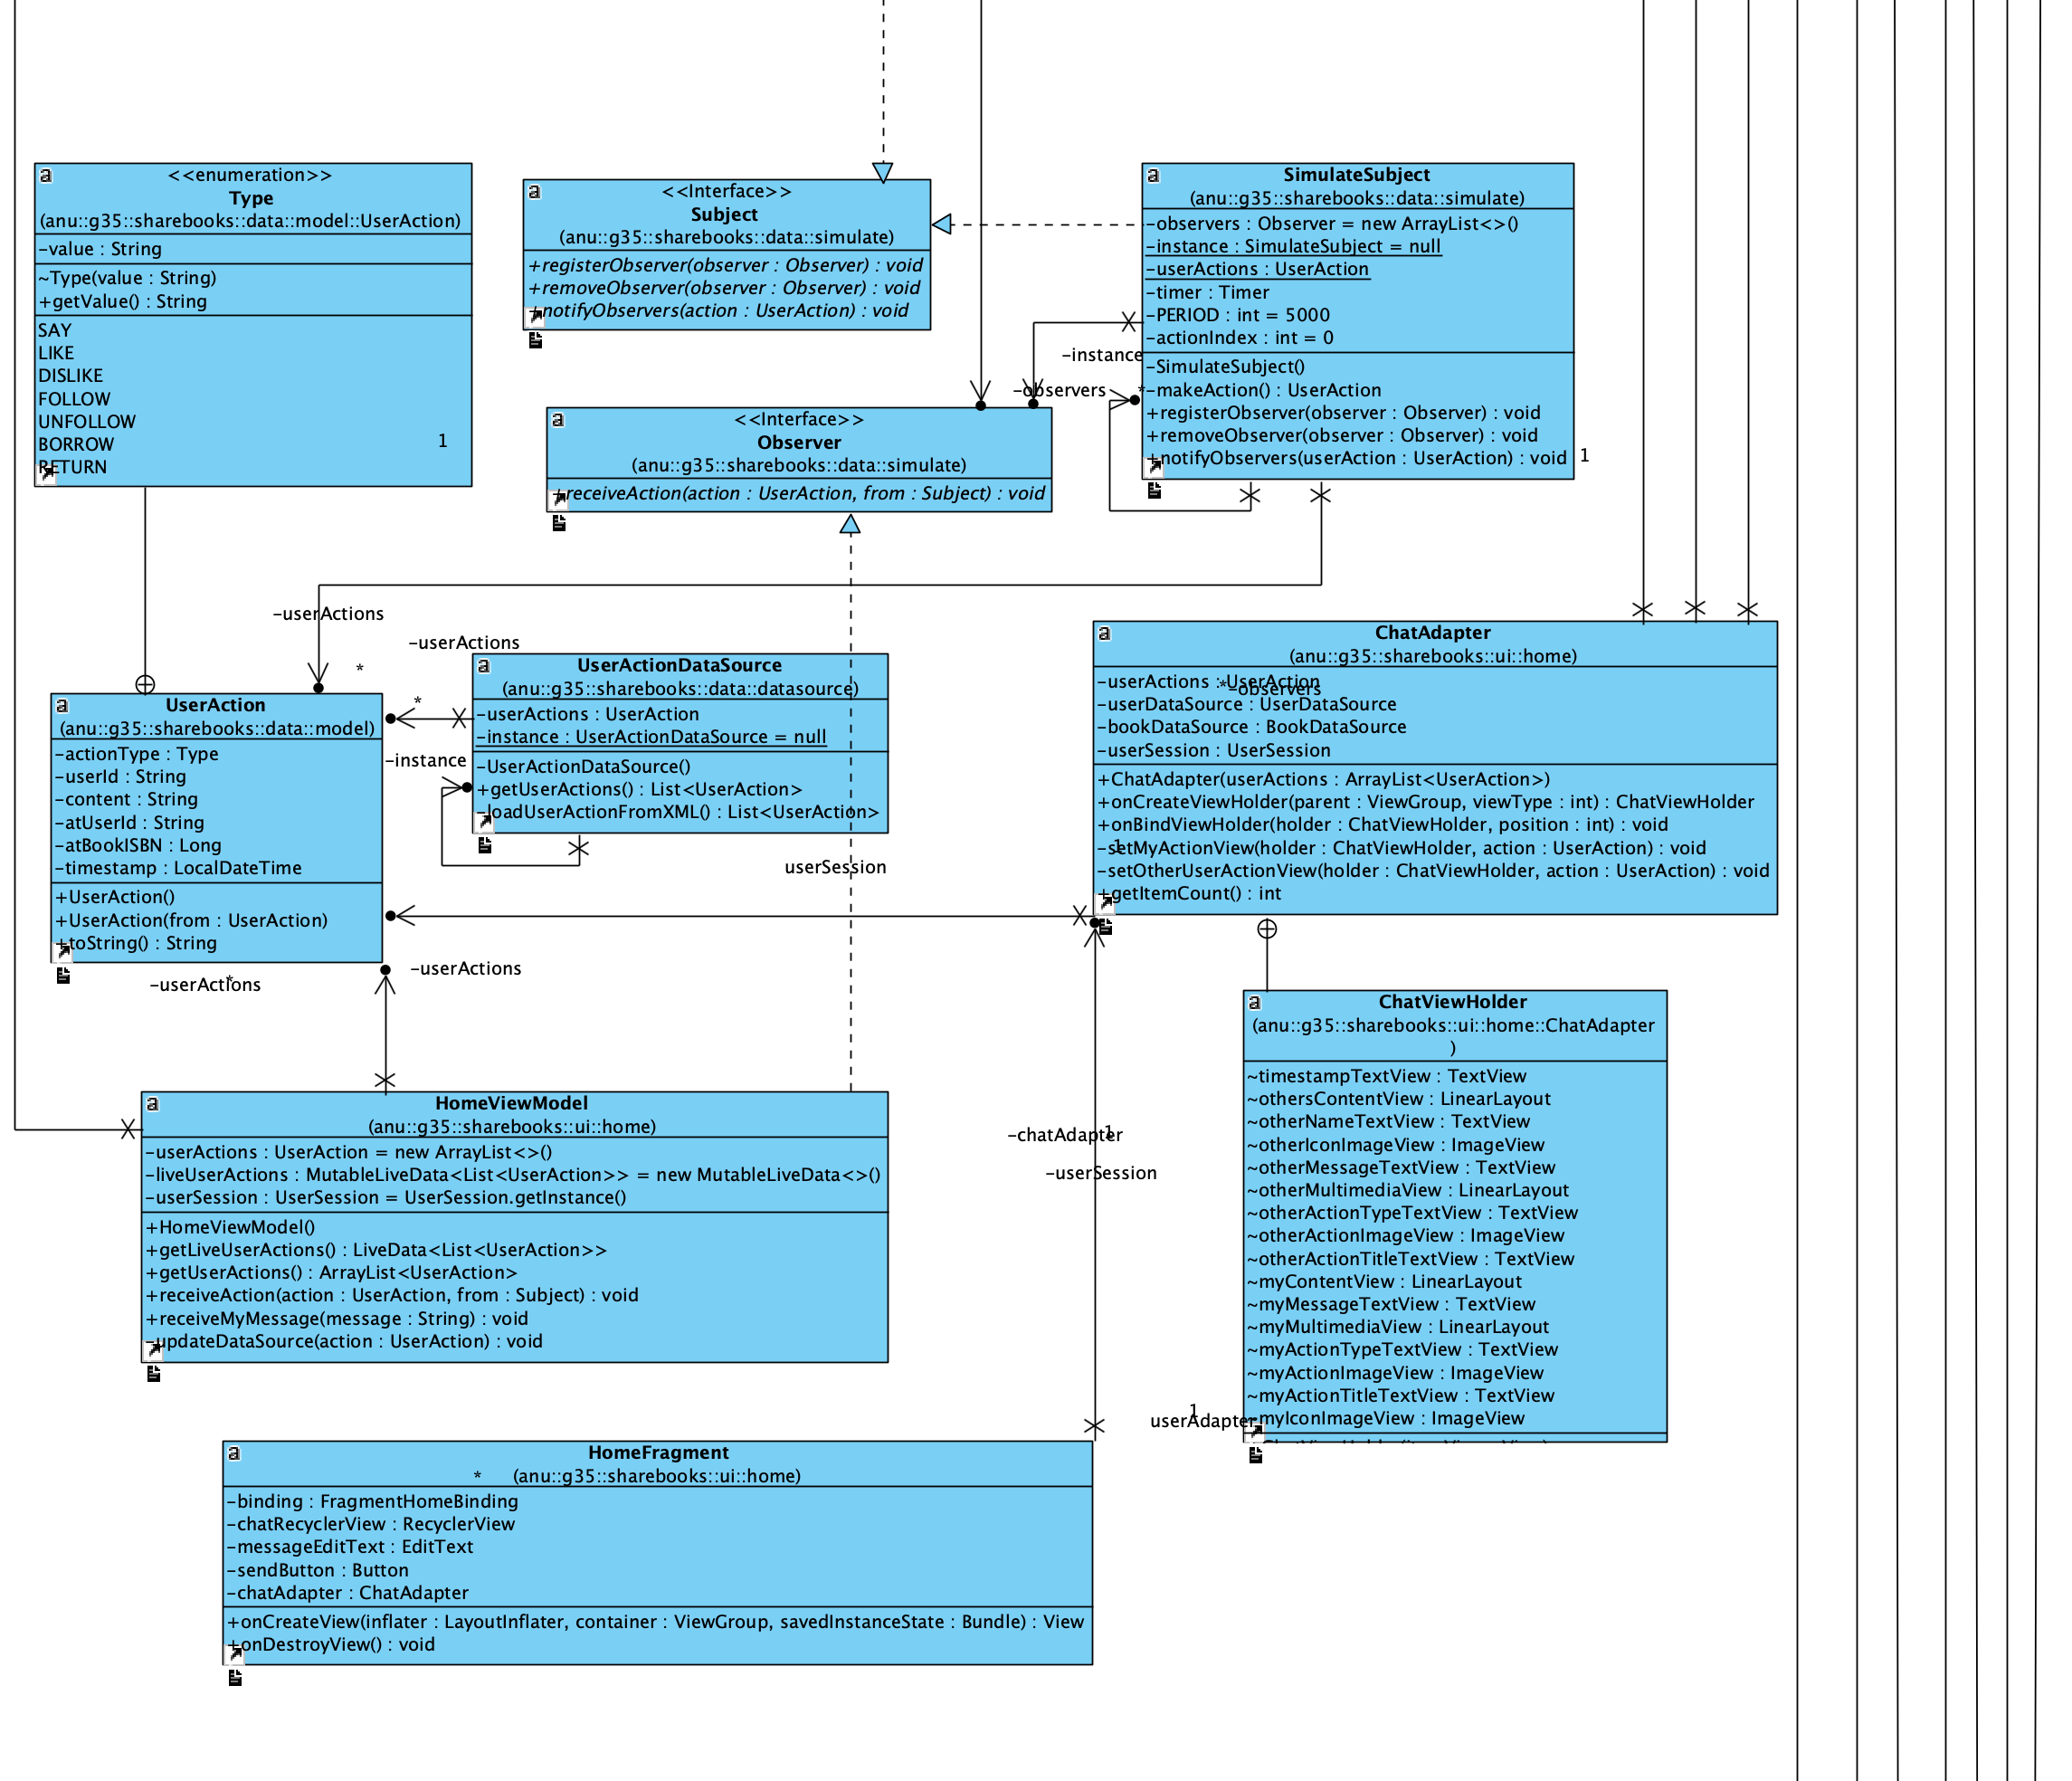 <<enumeration>>
Type
(anu::g35::sharebooks::data::model::UserAction)
-value : String
~Type(value : String)
+getValue() : String
SAY
LIKE
DISLIKE
FOLLOW
UNFOLLOW
BORROW
RETURN
1
<<Interface>>
Subject
(anu::g35::sharebooks::data::simulate)
+registerObserver(observer : Observer) : void
+removeObserver(observer : Observer) : void
+notifyObservers(action : UserAction) : void
SimulateSubject
(anu::g35::sharebooks::data::simulate)
-observers : Observer = new ArrayList<>()
-instance : SimulateSubject = null
-userActions : UserAction
-timer : Timer
-PERIOD : int = 5000
-actionIndex : int = 0
-SimulateSubject()
-makeAction() : UserAction
+registerObserver(observer : Observer) : void
+removeObserver(observer : Observer) : void
+notifyObservers(userAction : UserAction) : void
1
-instance
-observers
*
<<Interface>>
Observer
(anu::g35::sharebooks::data::simulate)
+receiveAction(action : UserAction, from : Subject) : void
-userActions
*
-userActions
*
UserActionDataSource
(anu::g35::sharebooks::data::datasource)
-userActions : UserAction
-instance : UserActionDataSource = null
-UserActionDataSource()
+getUserActions() : List<UserAction>
-loadUserActionFromXML() : List<UserAction>
-instance
userSession
UserAction
(anu::g35::sharebooks::data::model)
-actionType : Type
-userId : String
-content : String
-atUserId : String
-atBookISBN : Long
-timestamp : LocalDateTime
+UserAction()
+UserAction(from : UserAction)
+toString() : String
-userActions
*
-userActions
ChatAdapter
(anu::g35::sharebooks::ui::home)
-userActions : UserAction
*
-observers
-userDataSource : UserDataSource
-bookDataSource : BookDataSource
-userSession : UserSession
+ChatAdapter(userActions : ArrayList<UserAction>)
+onCreateViewHolder(parent : ViewGroup, viewType : int) : ChatViewHolder
+onBindViewHolder(holder : ChatViewHolder, position : int) : void
1
-setMyActionView(holder : ChatViewHolder, action : UserAction) : void
-setOtherUserActionView(holder : ChatViewHolder, action : UserAction) : void
+getItemCount() : int
ChatViewHolder
(anu::g35::sharebooks::ui::home::ChatAdapter
)
~timestampTextView : TextView
~othersContentView : LinearLayout
~otherNameTextView : TextView
~otherIconImageView : ImageView
~otherMessageTextView : TextView
~otherMultimediaView : LinearLayout
~otherActionTypeTextView : TextView
~otherActionImageView : ImageView
~otherActionTitleTextView : TextView
~myContentView : LinearLayout
~myMessageTextView : TextView
~myMultimediaView : LinearLayout
~myActionTypeTextView : TextView
~myActionImageView : ImageView
~myActionTitleTextView : TextView
~myIconImageView : ImageView
-chatAdapter
1
-userSession
1
userAdapter
HomeViewModel
(anu::g35::sharebooks::ui::home)
-userActions : UserAction = new ArrayList<>()
-liveUserActions : MutableLiveData<List<UserAction>> = new MutableLiveData<>()
-userSession : UserSession = UserSession.getInstance()
+HomeViewModel()
+getLiveUserActions() : LiveData<List<UserAction>>
+getUserActions() : ArrayList<UserAction>
+receiveAction(action : UserAction, from : Subject) : void
+receiveMyMessage(message : String) : void
-updateDataSource(action : UserAction) : void
HomeFragment
* (anu::g35::sharebooks::ui::home)
-binding : FragmentHomeBinding
-chatRecyclerView : RecyclerView
-messageEditText : EditText
-sendButton : Button
-chatAdapter : ChatAdapter
+onCreateView(inflater : LayoutInflater, container : ViewGroup, savedInstanceState : Bundle) : View
+onDestroyView() : void